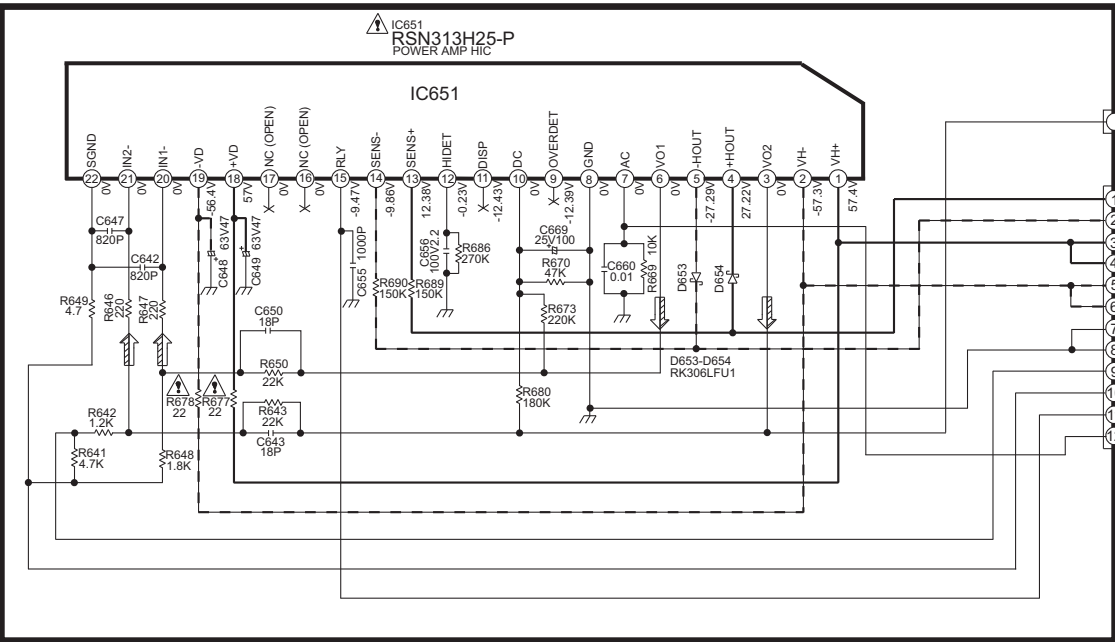 IC651
RSN313H25-P
POWER AMP HIC
IC651
SGND
IN2-
IN1-
-VD
+VD
NC (OPEN)
NC (OPEN)
RLY
SENS-
SENS+
HIDET
DISP
DC
OVERDET
GND
AC
VO1
-HOUT
+HOUT
VO2
VH-
VH+
22 21 20 19 18 17 16 15 14 13 12 11 10 9 8 7 6 5 4 3 2 1
0V
0V
0V
-56.4V
57V
0V
0V
-9.47V
-9.86V
12.38V
-0.23V
-12.43V
0V
-12.39V
0V
0V
0V
-27.29V
27.22V
0V
-57.3V
57.4V
C647
820P
C642
820P
C648 63V47
C649 63V47
C655 1000P
C656
100V2.2
R686
270K
C669
25V100
R670
47K
R673
220K
C660
0.01
R669 10K
D653
D654
R649
4.7
R646
220
R647
220
R690
150K
R689
150K
C650
18P
R650
22K
D653-D654
RK306LFU1
R678
22
R677
22
R680
180K
R643
22K
C643
18P
R642
1.2K
R641
4.7K
R648
1.8K
1
2
3
4
5
6
7
8
9